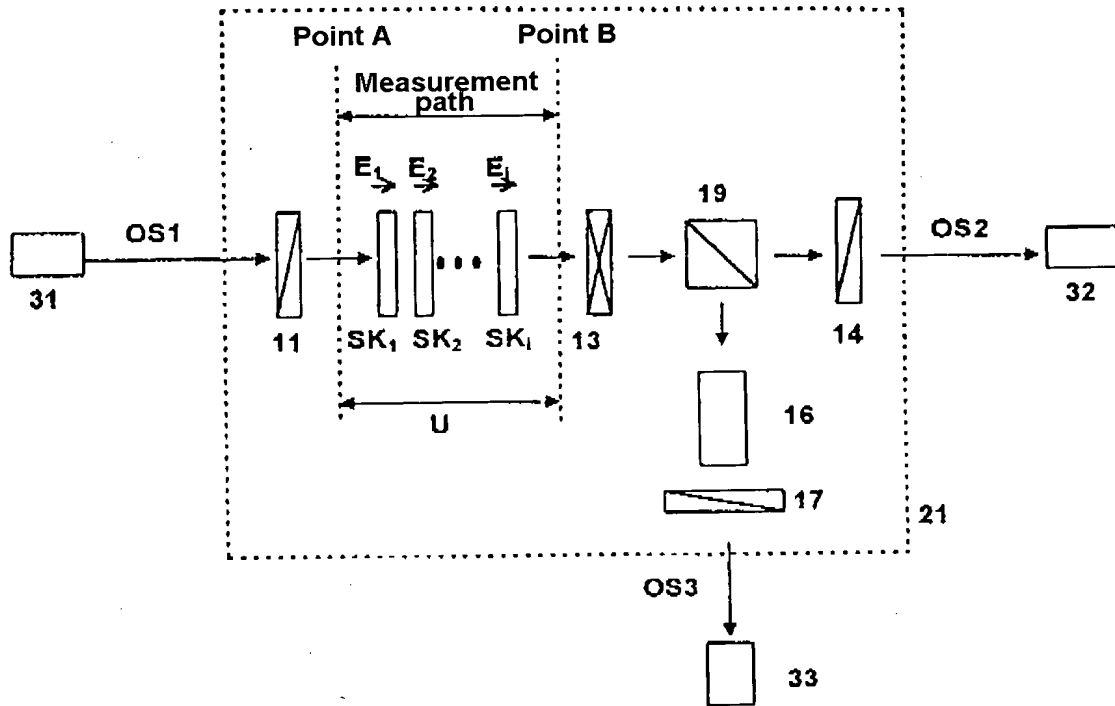 Point A
Point B
Measurement
path
E₁
E₂
Eᵢ
19
OS1
OS2
31
32
11
SK₁
SK₂
SKᵢ
13
14
U
16
17
21
OS3
33